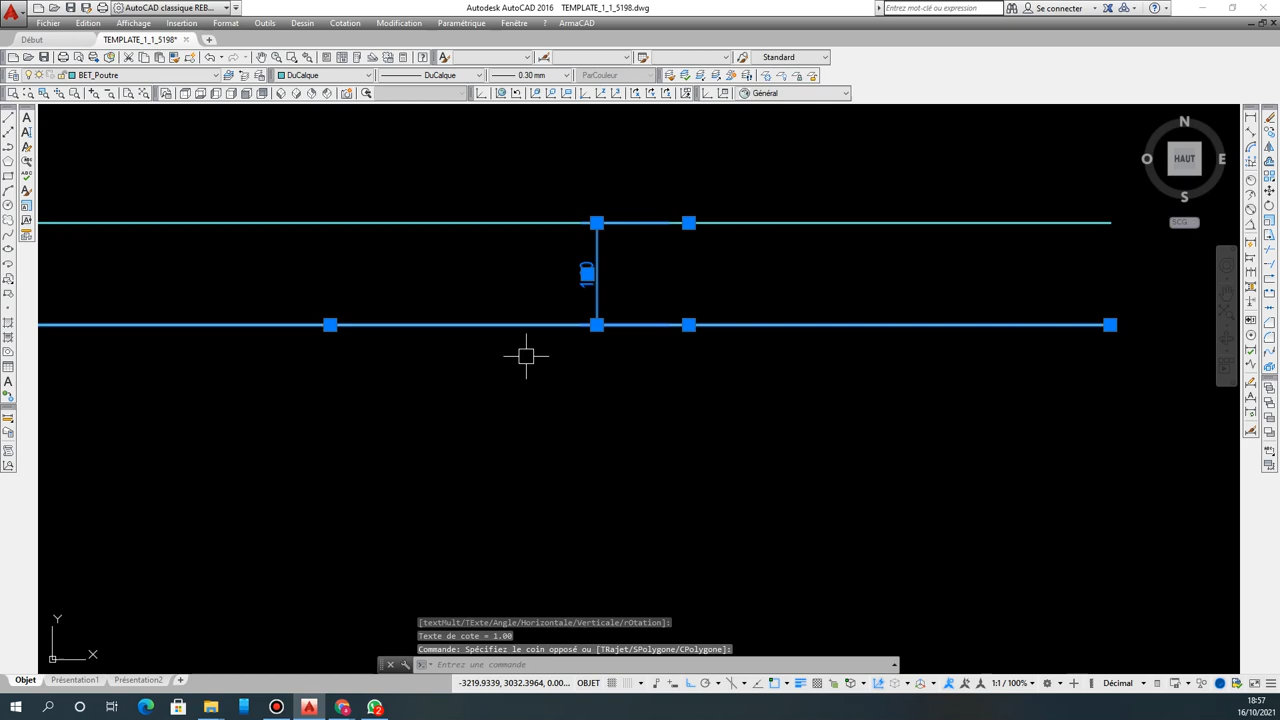 AutoCAD classique REB...
Autodesk AutoCAD 2016 TEMPLATE_1_1_5198.dwg
Entrez mot-clé ou expression
Se connecter
Fichier Edition Affichage Insertion Format Outils Dessin Cotation Modification Paramétrique Fenêtre ? ArmaCAD
Début TEMPLATE_1_1_5198*
Standard
BET_Poutre
DuCalque
DuCalque
0.30 mm
ParCouleur
Général
N
O HAUT E
S
SCG
Y
X
[textMult/TExte/Angle/Horizontale/Verticale/rOtation]:
Texte de cote = 1.00
Commande: Spécifiez le coin opposé ou [TRajet/SPolygone/CPolygone]:
Entrez une commande
Objet Présentation1 Présentation2
-3219.9339, 3032.3964, 0.00... OBJET
1:1 / 100%
Décimal
18:57
16/10/2021